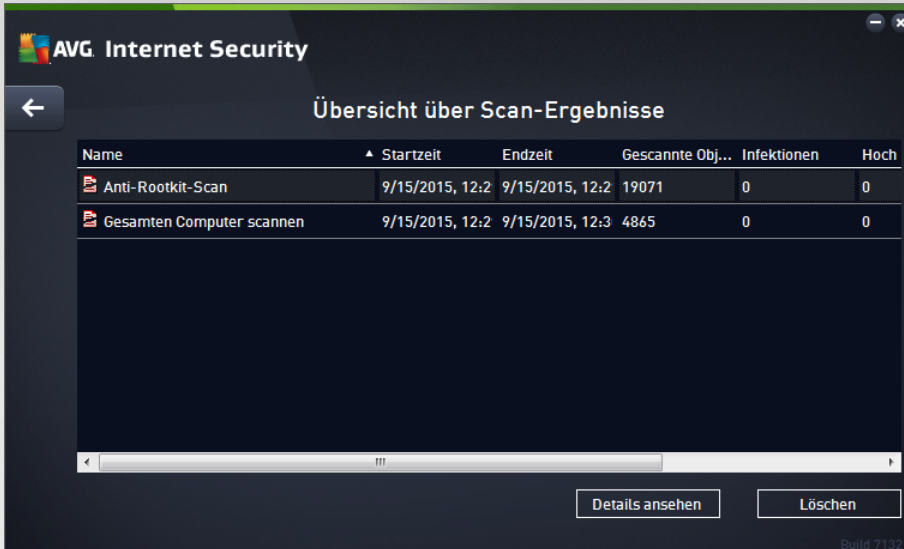 AVG. Internet Security
Übersicht über Scan-Ergebnisse
Name Startzeit Endzeit Gescannte Obj... Infektionen Hoch
Anti-Rootkit-Scan 9/15/2015, 12:2 9/15/2015, 12:2 19071 0 0
Gesamten Computer scannen 9/15/2015, 12:2 9/15/2015, 12:3 4865 0 0
Details ansehen Löschen
Build 7132